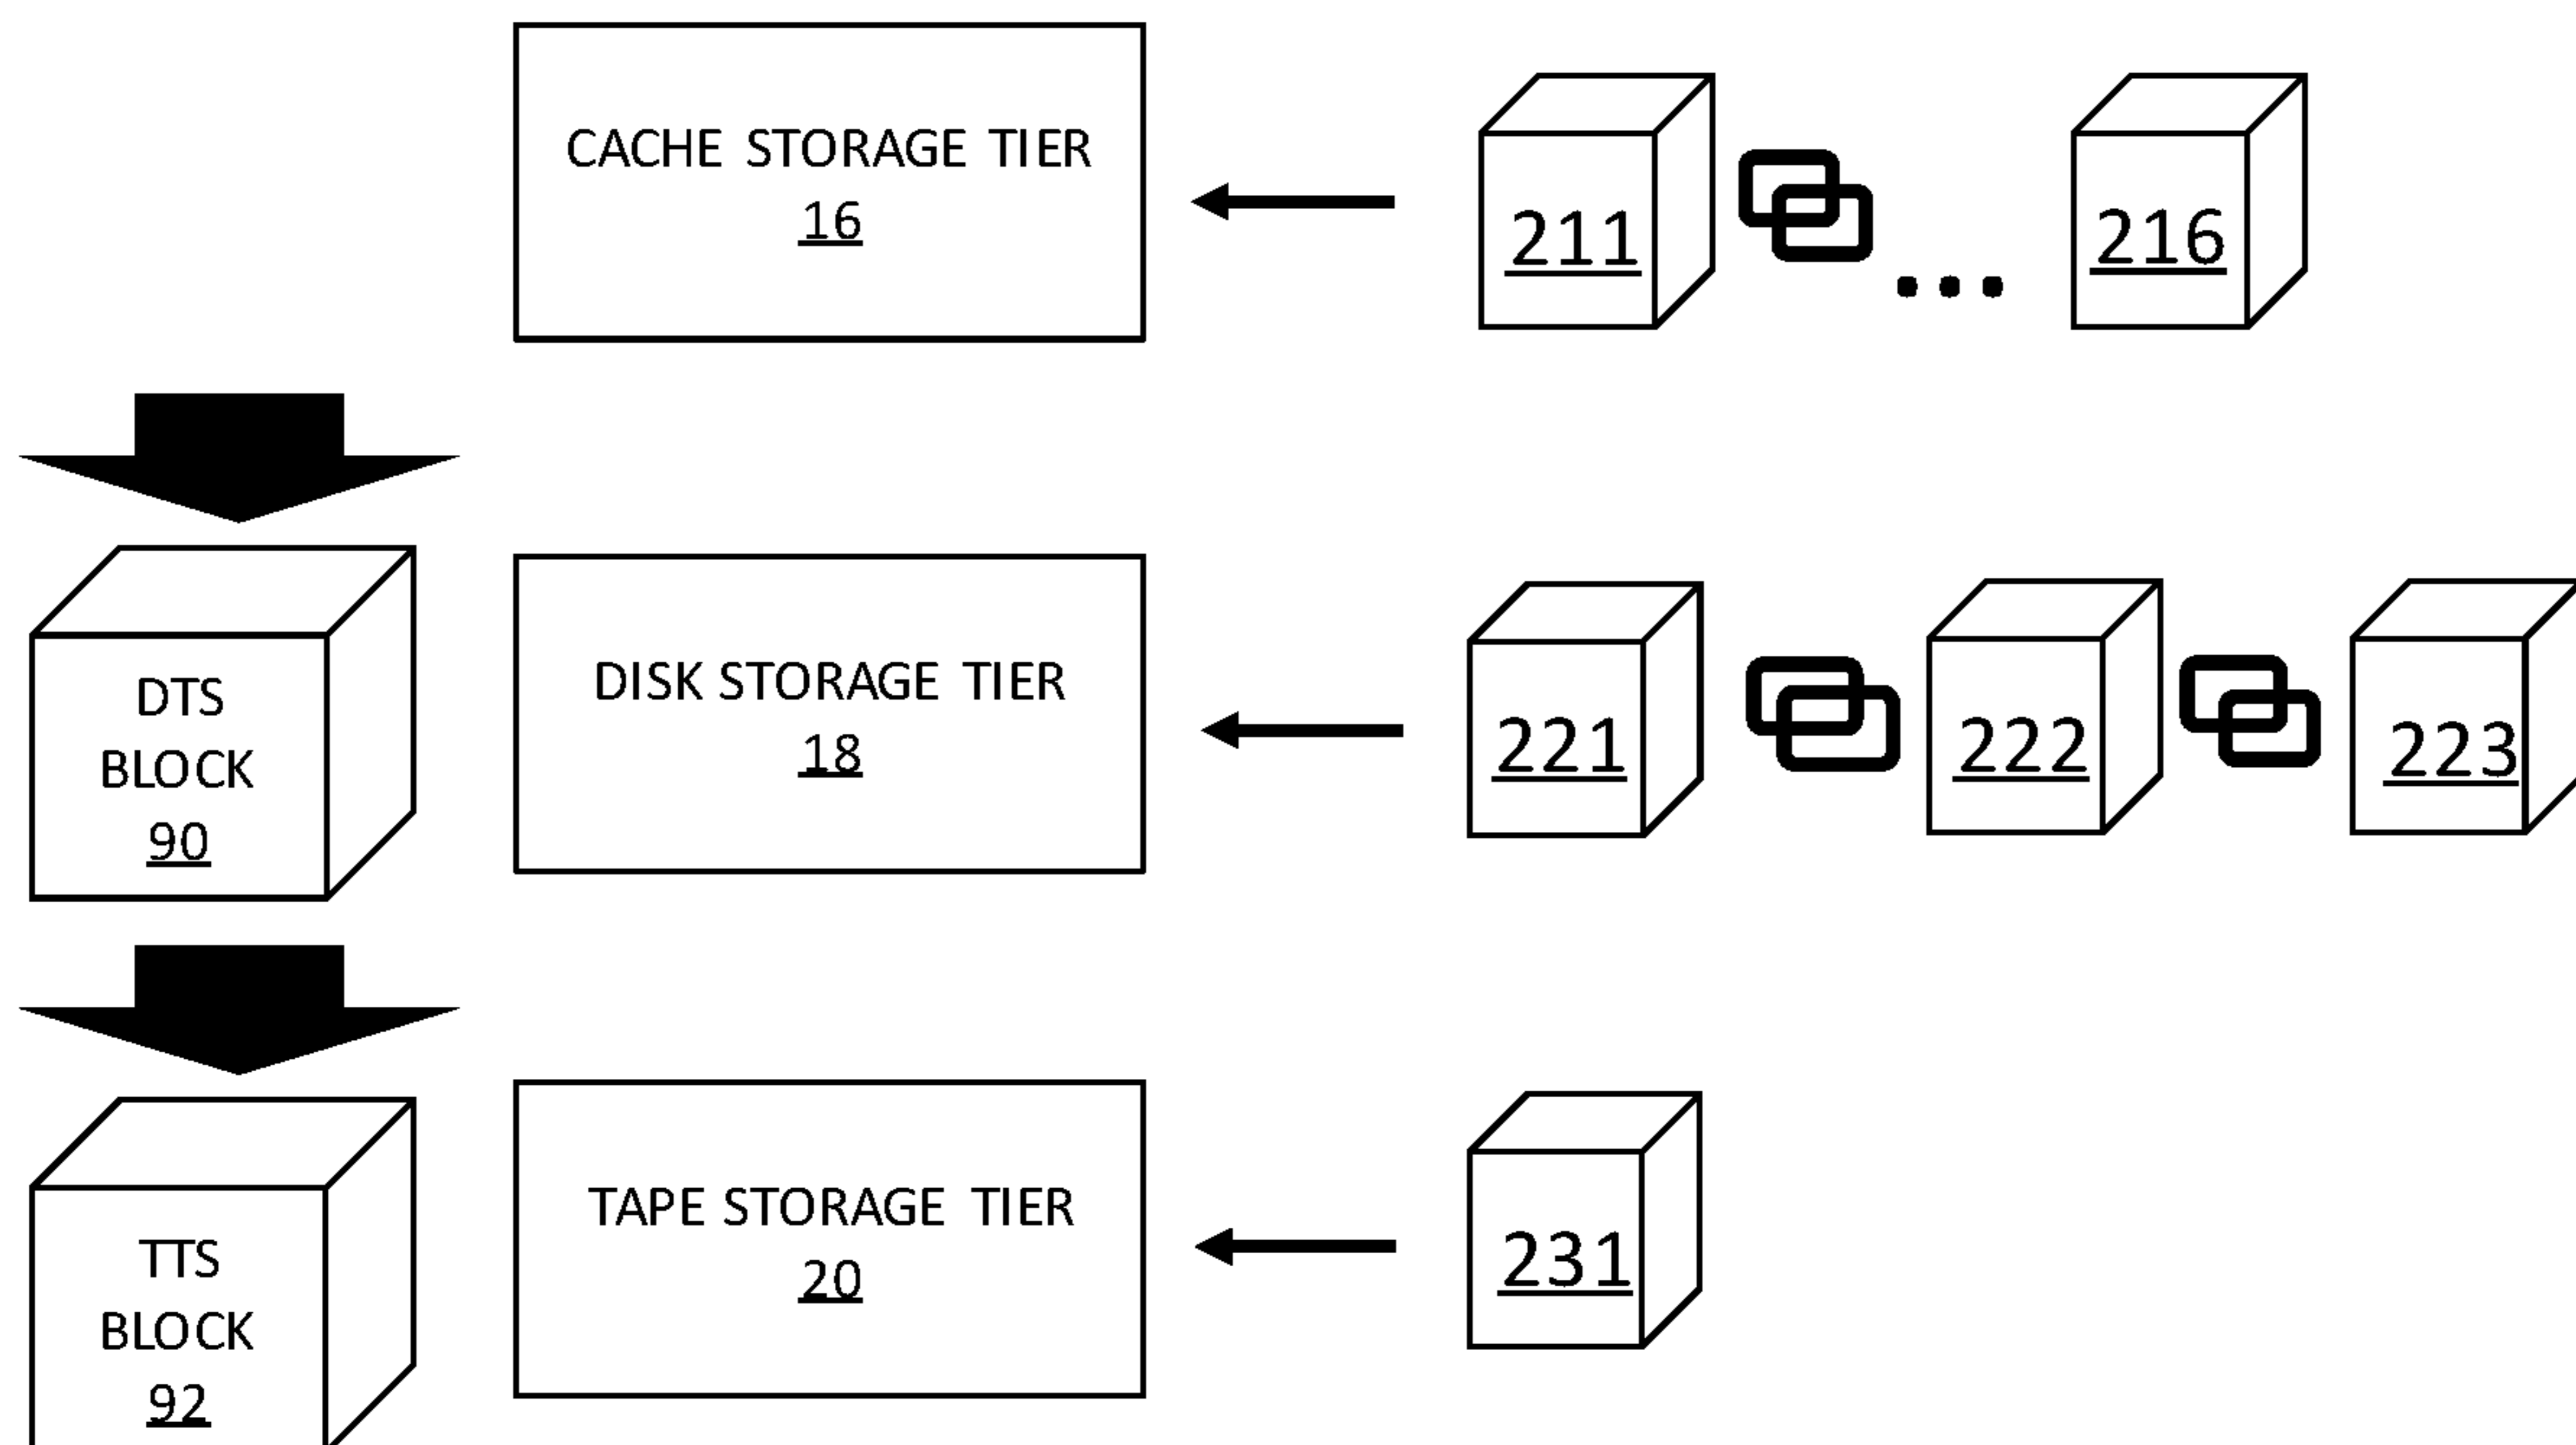 CACHE STORAGE TIER
16
211
...
216
DTS
BLOCK
90
DISK STORAGE TIER
18
221
222
223
TTS
BLOCK
92
TAPE STORAGE TIER
20
231